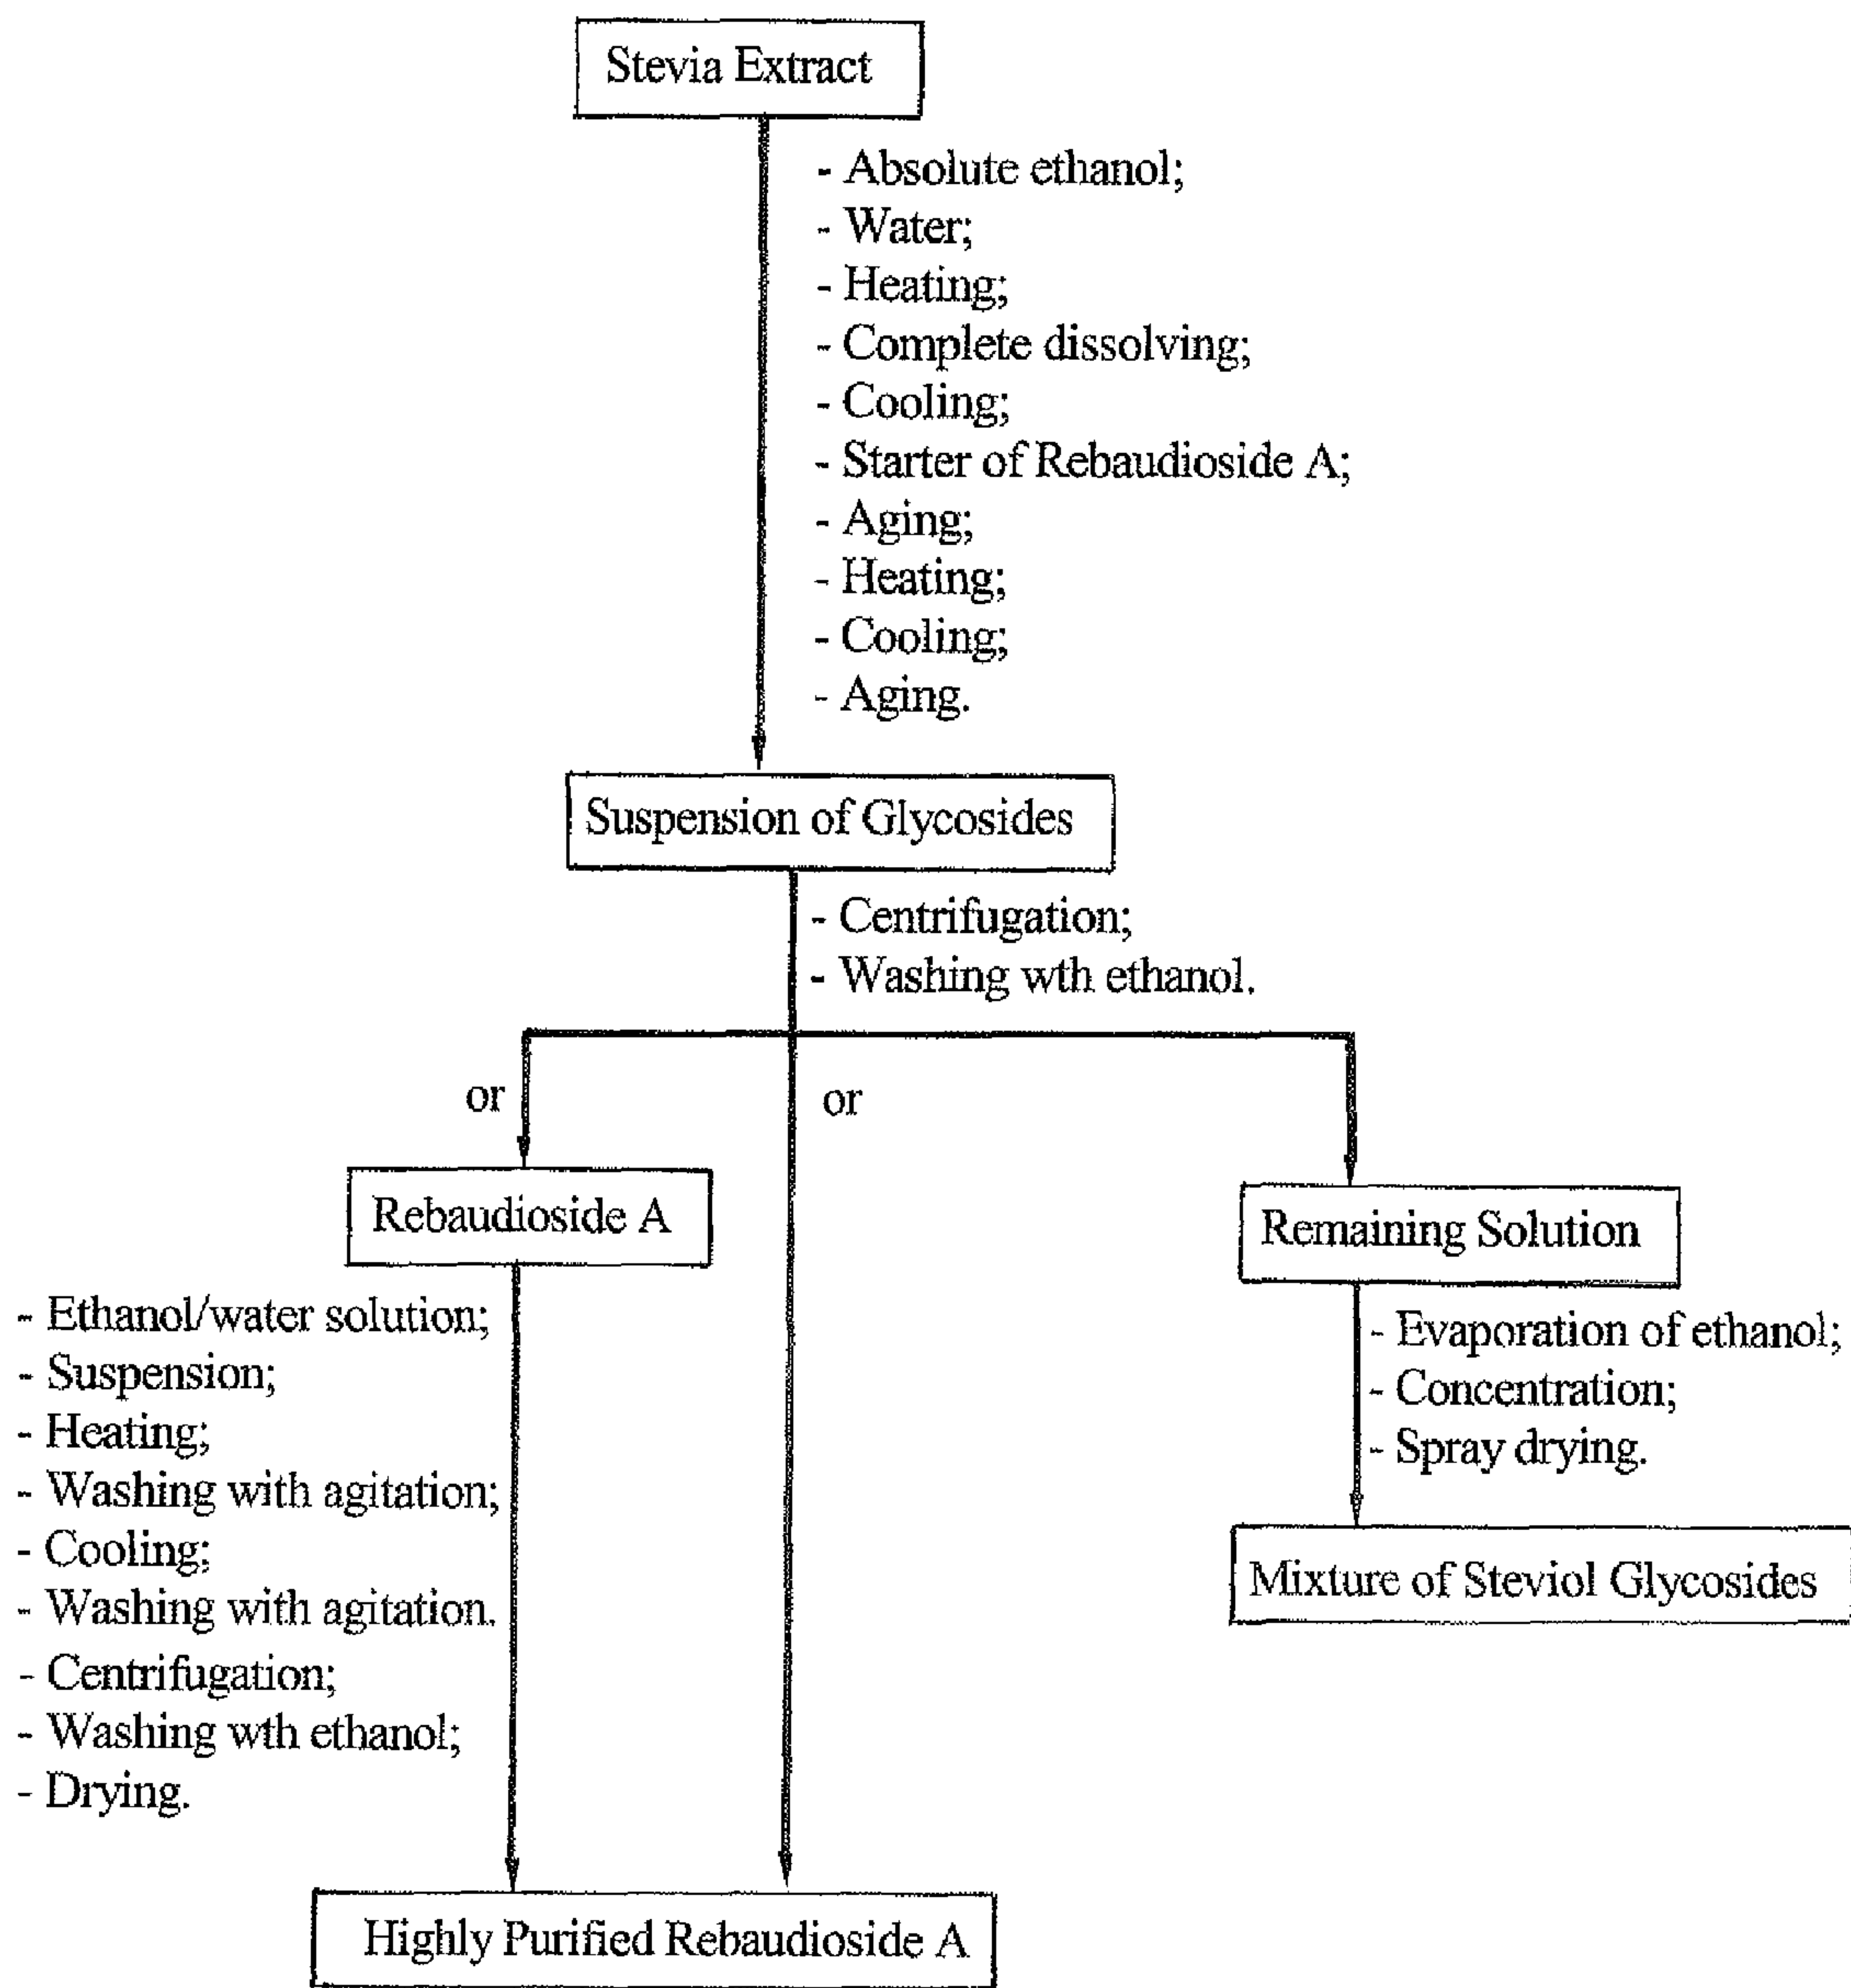 Stevia Extract
- Absolute ethanol;
- Water;
- Heating;
- Complete dissolving;
- Cooling;
- Starter of Rebaudioside A;
- Aging;
- Heating;
- Cooling;
- Aging.
Suspension of Glycosides
- Centrifugation;
- Washing wth ethanol.
or
or
Rebaudioside A
- Ethanol/water solution;
- Suspension;
- Heating;
- Washing with agitation;
- Cooling;
- Washing with agitation.
- Centrifugation;
- Washing wth ethanol;
- Drying.
Remaining Solution
- Evaporation of ethanol;
- Concentration;
- Spray drying.
Mixture of Steviol Glycosides
Highly Purified Rebaudioside A